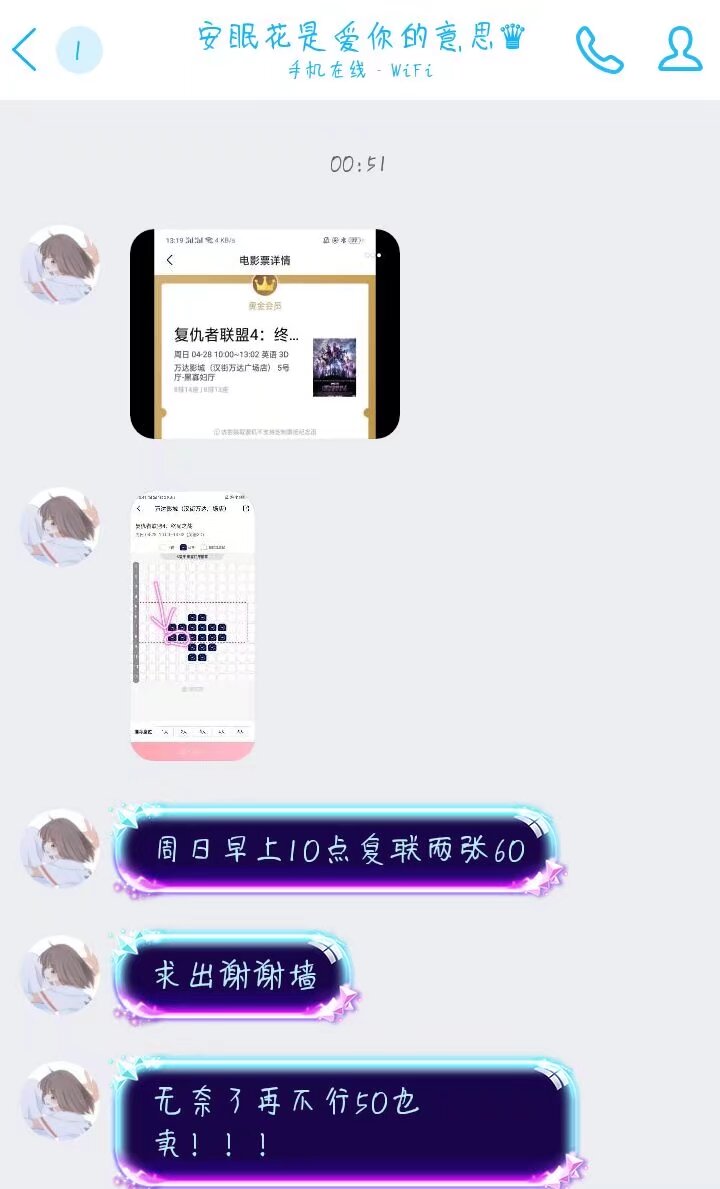 1
安眠花是爱你的意思
手机在线 - WiFi
00:51
13:19
4 KB/s
电影票详情
黄金会员
复仇者联盟4：终...
周日 04-28 10:00~13:02 英语 3D
万达影城（汉街万达广场店） 5号
厅-黑寡妇厅
周日早上10点复联两张60
求出谢谢墙
无奈了再不行50也
卖！！！